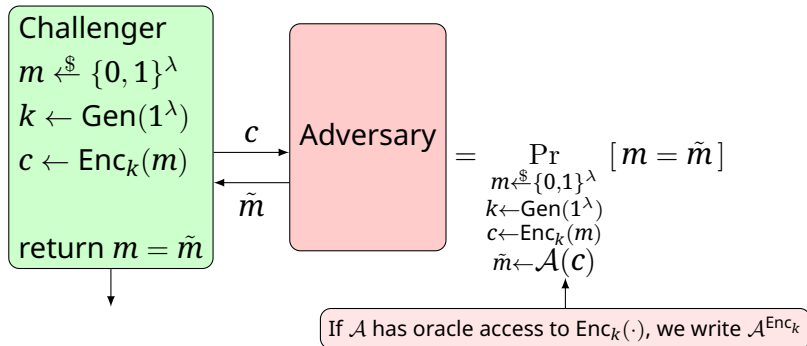 Challenger
m ←$ {0, 1}^λ
k ← Gen(1^λ)
c ← Enc_k(m)
return m = m̃
c
m̃
Adversary
= Pr [m = m̃]
m ←$ {0,1}^λ
k←Gen(1^λ)
c←Enc_k(m)
m̃←𝒜(c)
If 𝒜 has oracle access to Enc_k(·), we write 𝒜^{Enc_k}